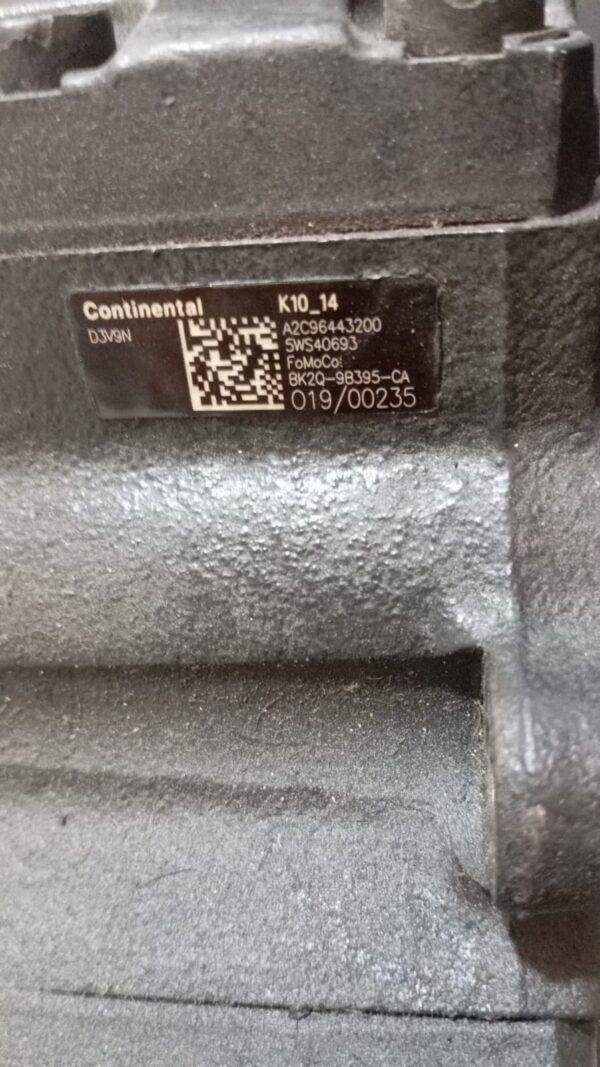 Continental K10_14
D3V9N
A2C96443200
5WS40693
FoMoCo
BK2Q-9B395-CA
019/00235